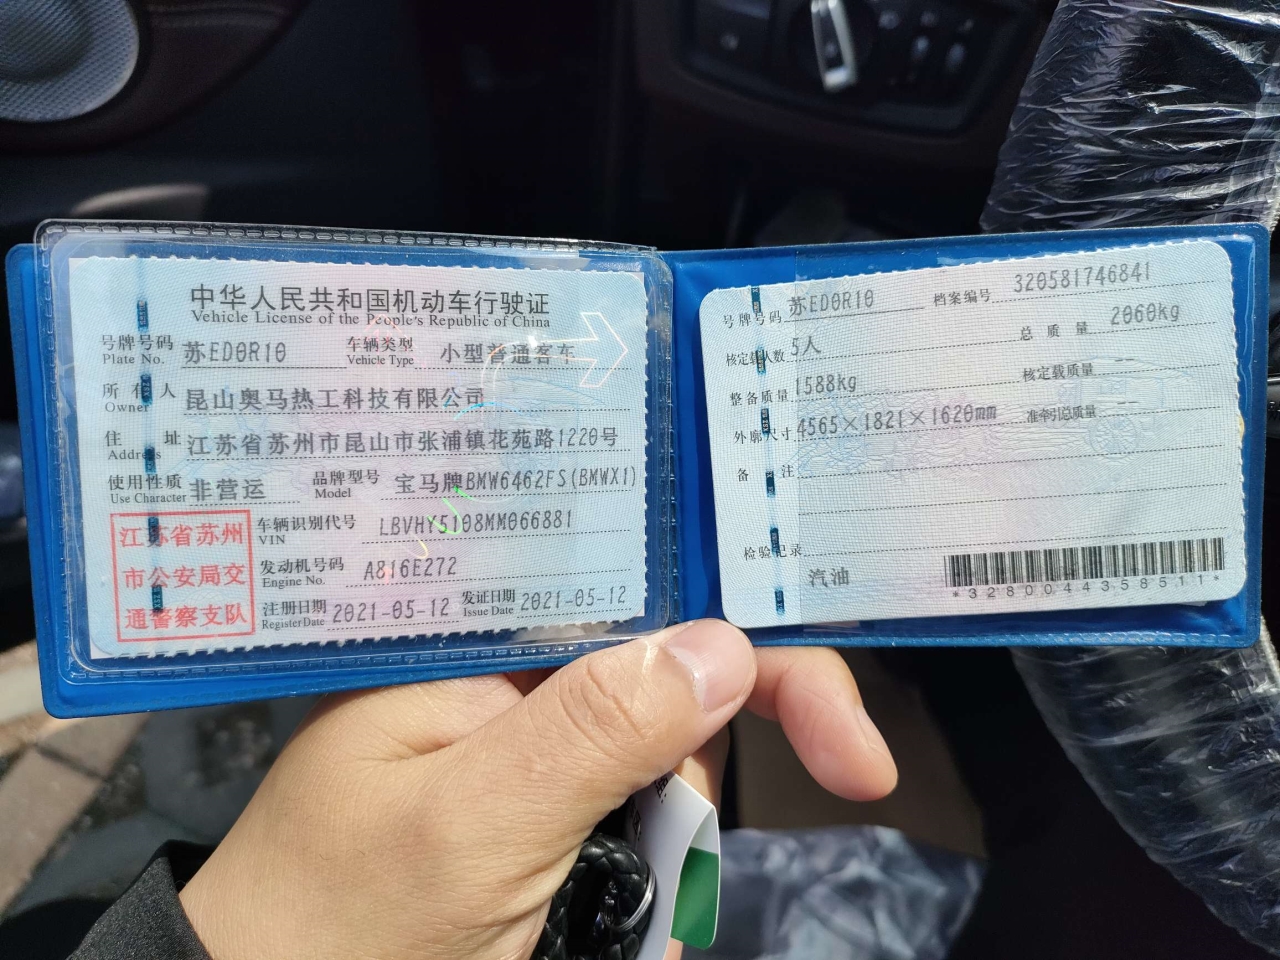 中华人民共和国机动车行驶证
Vehicle License of the People's Republic of China
号牌号码 苏ED0R10 车辆类型 小型普通客车
Plate No. Vehicle Type
所有人 昆山奥马热工科技有限公司
Owner
住址 江苏省苏州市昆山市张浦镇花苑路1220号
Address
使用性质 非营运 品牌型号 宝马牌BMW6462FS(BMWX1)
Use Character Model
江苏省苏州
市公安局交
通警察支队
车辆识别代号 LBVHY5108MM066881
VIN
发动机号码 A816E272
Engine No.
注册日期 2021-05-12 发证日期 2021-05-12
Register Date Issue Date
号牌号码 苏ED0R10 档案编号 320581746841
核定载人数 5人 总质量 2060kg
整备质量 1588kg 核定载质量
外廓尺寸 4565×1821×1620mm 准牵引总质量 --
备注
检验记录
汽油
*3280044358511*